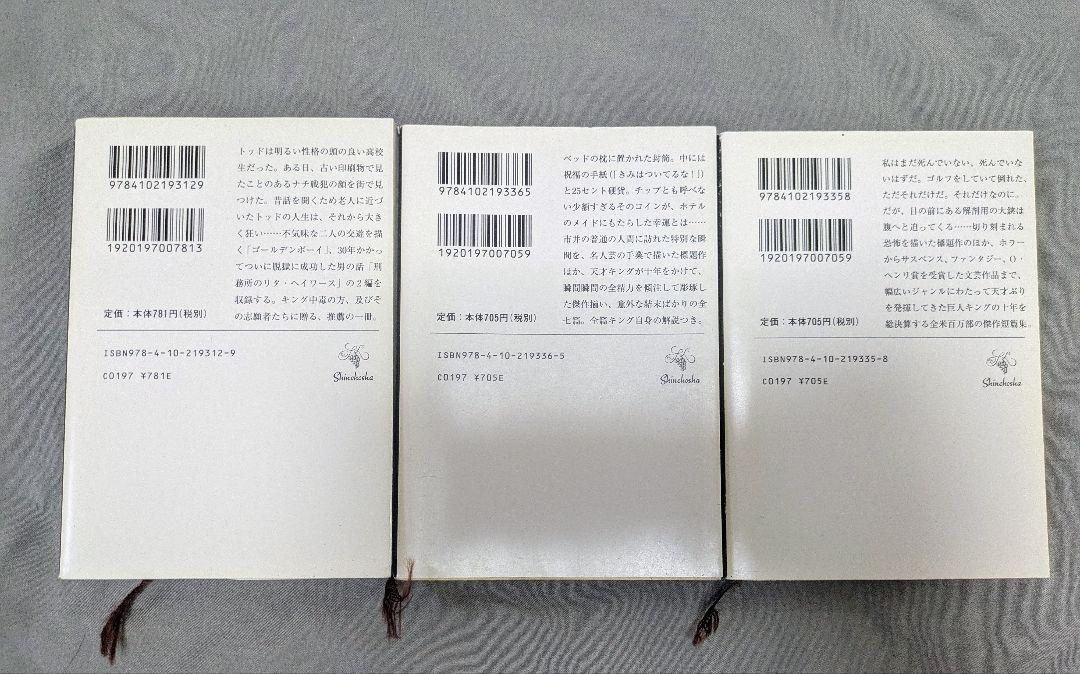 9784102193129
1920197007813
トッドは明るい性格の頭の良い高校
生だった。ある日、古い印刷物で見
たことのあるナチ戦犯の顔を街で見
つけた。昔話を聞くため老人に近づ
いたトッドの人生は、それから大き
く狂い……不気味な二人の交遊を描
く「ゴールデンボーイ」、30年かかっ
てついに脱獄に成功した男の話「刑
務所のリタ・ヘイワース」の2編を
収録する。キング中毒の方、及びそ
の志願者たちに贈る、推薦の一冊。
定価:本体781円(税別)
ISBN978-4-10-219312-9
C0197 ¥781E
Shinchosha
9784102193365
1920197007059
ベッドの枕に置かれた封筒。中には
祝福の手紙(「きみはついてるな!」)
と25セント硬貨。チップとも呼べな
い少額すぎるそのコインが、ホテル
のメイドにもたらした幸運とは……
市井の普通の人間に訪れた特別な瞬
間を、名人芸の手業で描いた標題作
ほか、天才キングが十年をかけて、
瞬間瞬間の全精力を傾注して彫琢し
た傑作揃い、意外な結末ばかりの全
七篇。全篇キング自身の解説つき。
定価:本体705円(税別)
ISBN978-4-10-219336-5
C0197 ¥705E
Shinchosha
9784102193358
1920197007059
私はまだ死んでいない、死んでいな
いはずだ。ゴルフをしていて倒れた、
ただそれだけだ。それだけなのに。
だが、目の前にある解剖用の大鋏は
腹へと迫ってくる……切り刻まれる
恐怖を描いた標題作のほか、ホラー
からサスペンス、ファンタジー、O・
ヘンリ賞を受賞した文芸作品まで、
幅広いジャンルにわたって天才ぶり
を発揮してきた巨人キングの十年を
総決算する全米百万部の傑作短篇集。
定価:本体705円(税別)
ISBN978-4-10-219335-8
C0197 ¥705E
Shinchosha